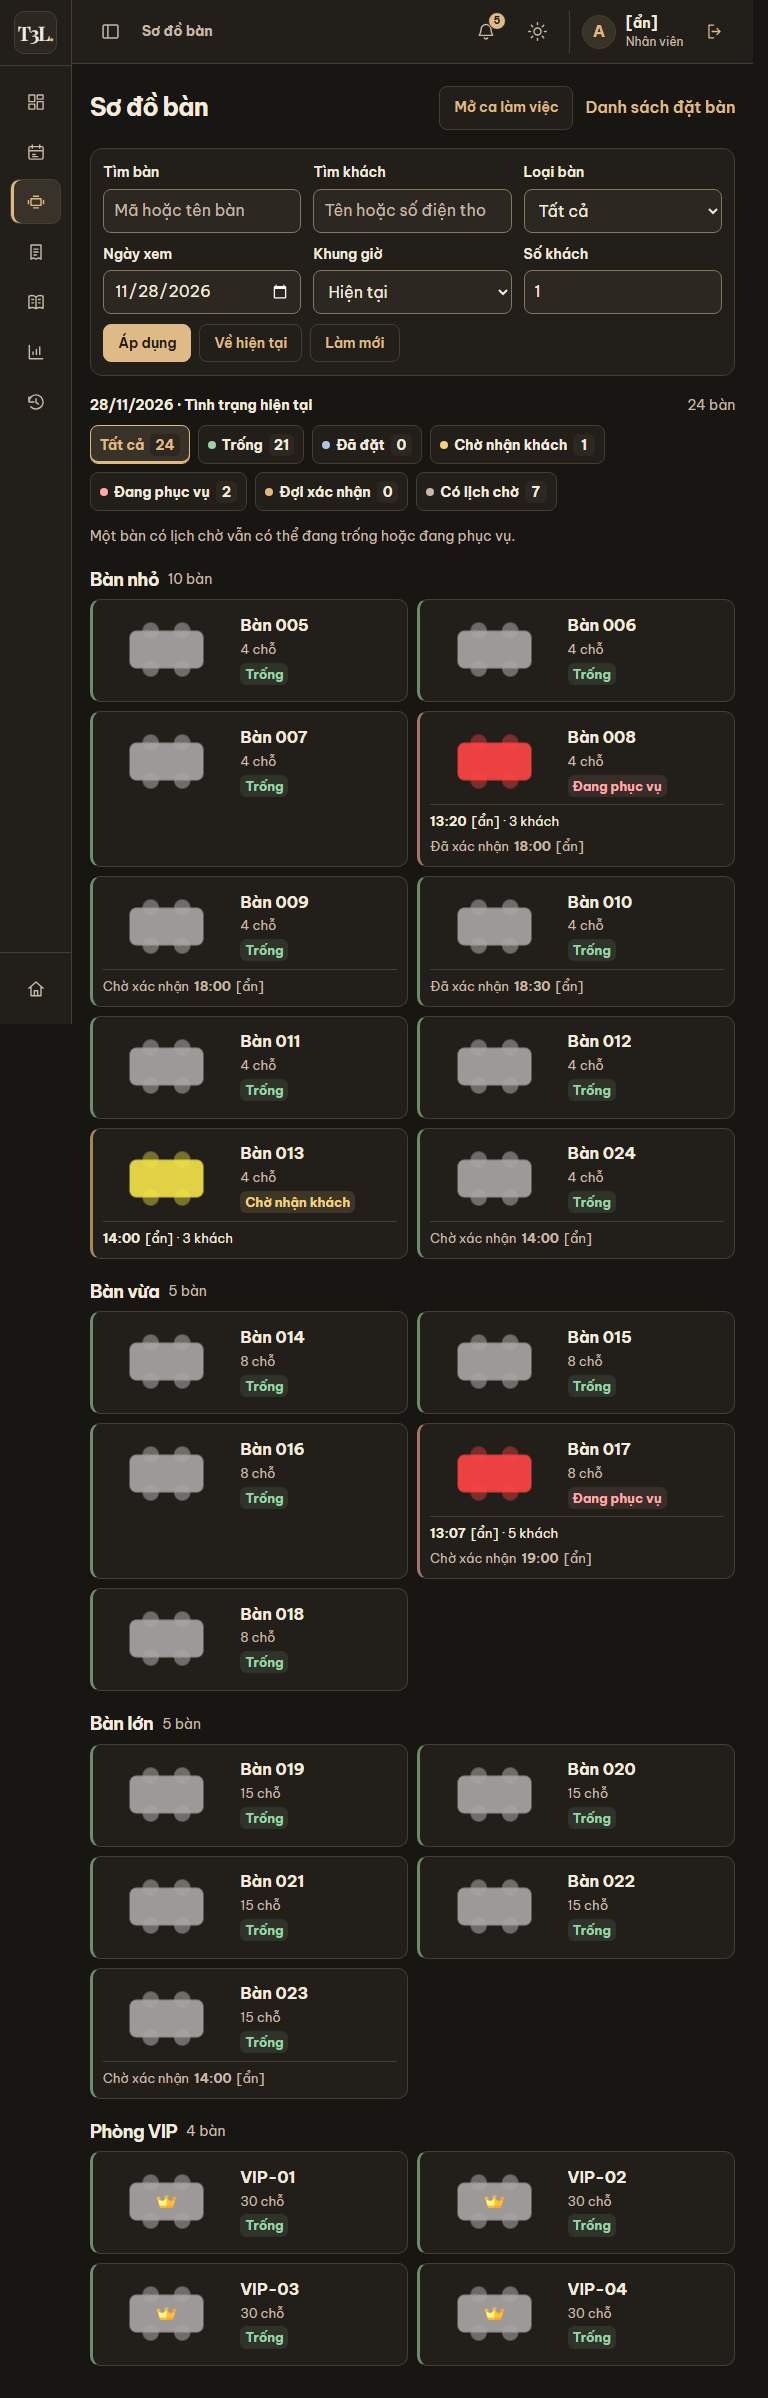 T3L.
Sơ đồ bàn
5
A
[ẩn]
Nhân viên
Sơ đồ bàn
Mở ca làm việc
Danh sách đặt bàn
Tìm bàn
Tìm khách
Loại bàn
Mã hoặc tên bàn
Tên hoặc số điện tho
Tất cả
Ngày xem
Khung giờ
Số khách
11/28/2026
Hiện tại
1
Áp dụng
Về hiện tại
Làm mới
28/11/2026 · Tình trạng hiện tại
24 bàn
Tất cả 24
Trống 21
Đã đặt 0
Chờ nhận khách 1
Đang phục vụ 2
Đợi xác nhận 0
Có lịch chờ 7
Một bàn có lịch chờ vẫn có thể đang trống hoặc đang phục vụ.
Bàn nhỏ 10 bàn
Bàn 005
4 chỗ
Trống
Bàn 006
4 chỗ
Trống
Bàn 007
4 chỗ
Trống
Bàn 008
4 chỗ
Đang phục vụ
13:20 [ẩn] · 3 khách
Đã xác nhận 18:00 [ẩn]
Bàn 009
4 chỗ
Trống
Chờ xác nhận 18:00 [ẩn]
Bàn 010
4 chỗ
Trống
Đã xác nhận 18:30 [ẩn]
Bàn 011
4 chỗ
Trống
Bàn 012
4 chỗ
Trống
Bàn 013
4 chỗ
Chờ nhận khách
14:00 [ẩn] · 3 khách
Bàn 024
4 chỗ
Trống
Chờ xác nhận 14:00 [ẩn]
Bàn vừa 5 bàn
Bàn 014
8 chỗ
Trống
Bàn 015
8 chỗ
Trống
Bàn 016
8 chỗ
Trống
Bàn 017
8 chỗ
Đang phục vụ
13:07 [ẩn] · 5 khách
Chờ xác nhận 19:00 [ẩn]
Bàn 018
8 chỗ
Trống
Bàn lớn 5 bàn
Bàn 019
15 chỗ
Trống
Bàn 020
15 chỗ
Trống
Bàn 021
15 chỗ
Trống
Bàn 022
15 chỗ
Trống
Bàn 023
15 chỗ
Trống
Chờ xác nhận 14:00 [ẩn]
Phòng VIP 4 bàn
VIP-01
30 chỗ
Trống
VIP-02
30 chỗ
Trống
VIP-03
30 chỗ
Trống
VIP-04
30 chỗ
Trống